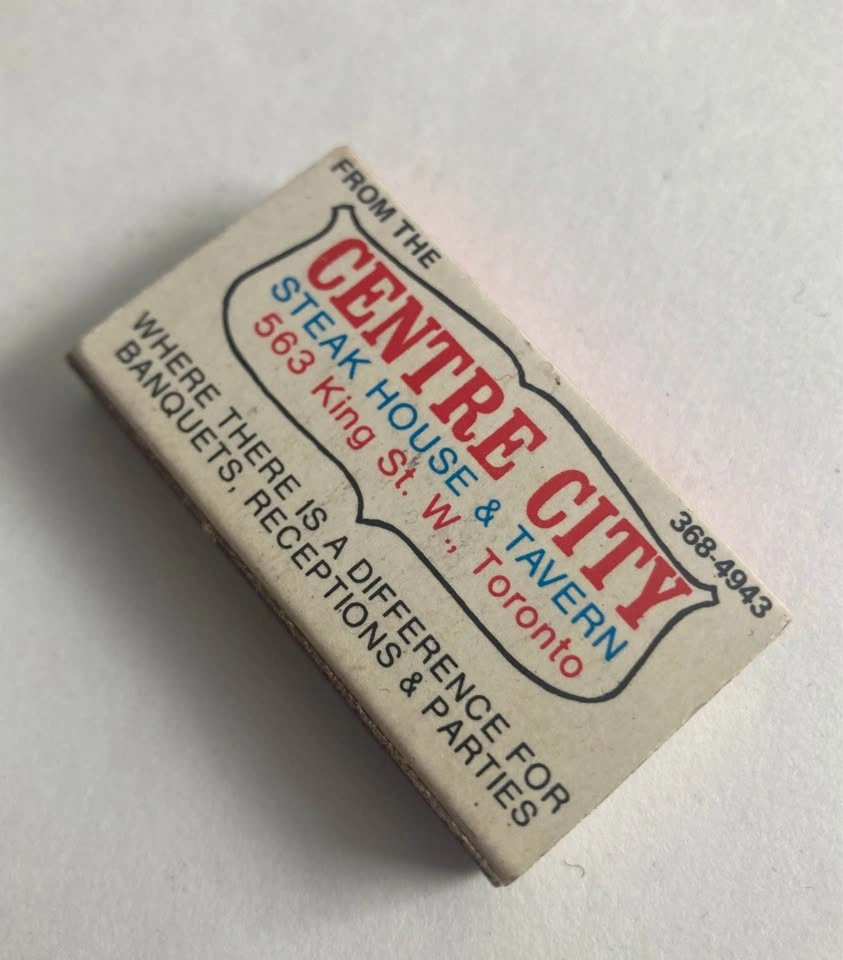 FROM THE
CENTRE CITY
STEAK HOUSE & TAVERN
563 King St. W., Toronto
368-4943
WHERE THERE IS A DIFFERENCE FOR
BANQUETS, RECEPTIONS & PARTIES